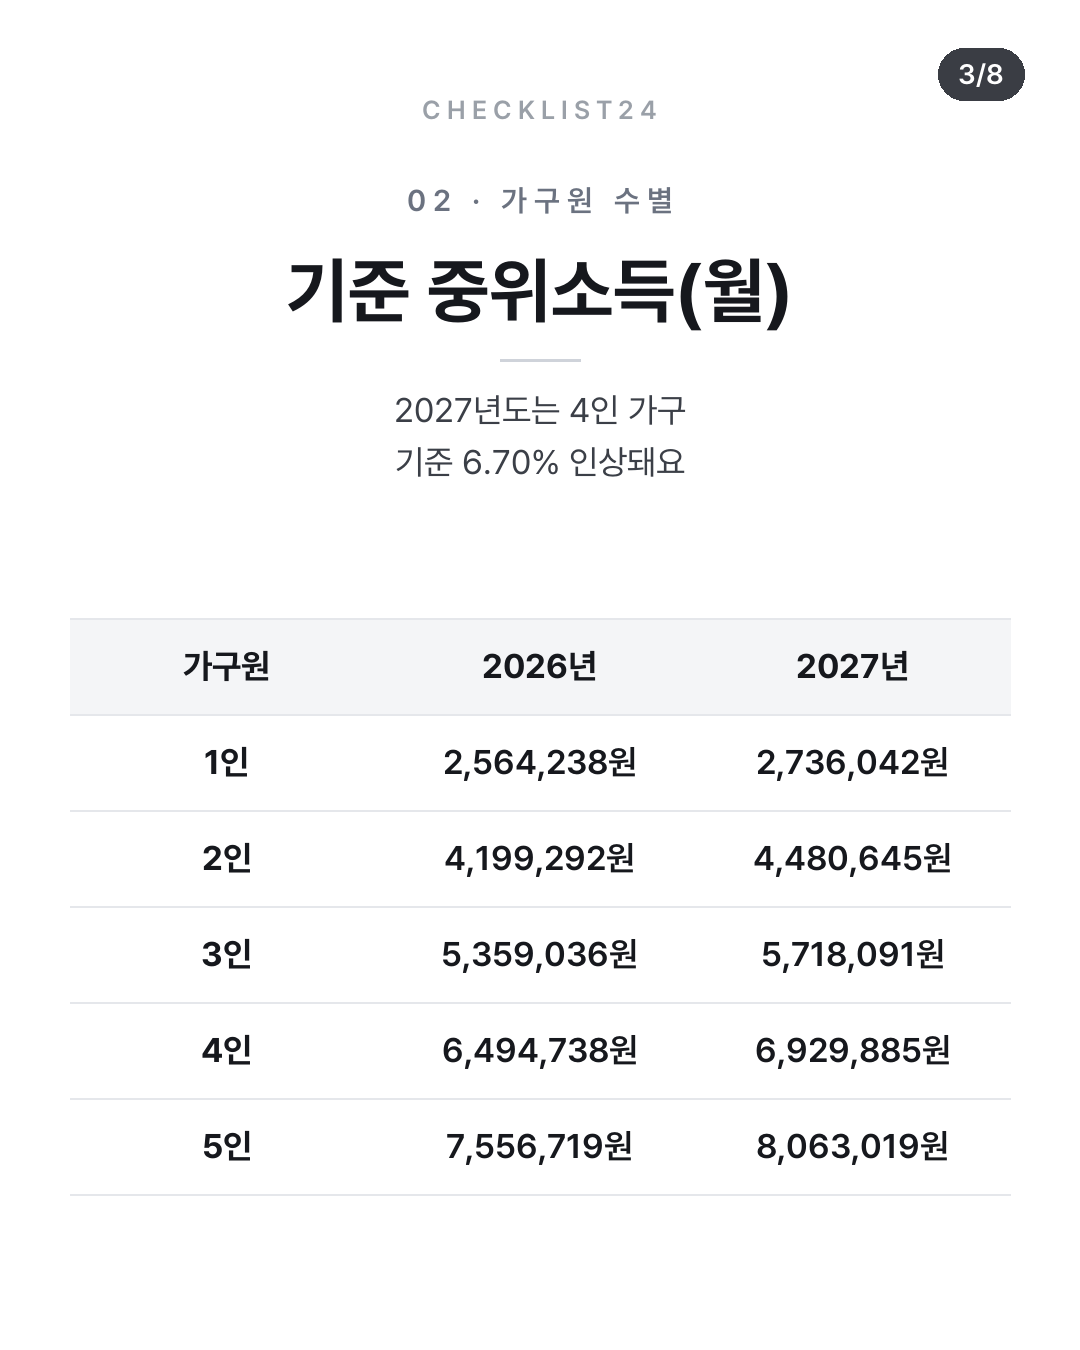 3/8
CHECKLIST24
02 · 가구원 수별
기준 중위소득(월)
2027년도는 4인 가구
기준 6.70% 인상돼요
가구원 2026년 2027년
1인 2,564,238원 2,736,042원
2인 4,199,292원 4,480,645원
3인 5,359,036원 5,718,091원
4인 6,494,738원 6,929,885원
5인 7,556,719원 8,063,019원